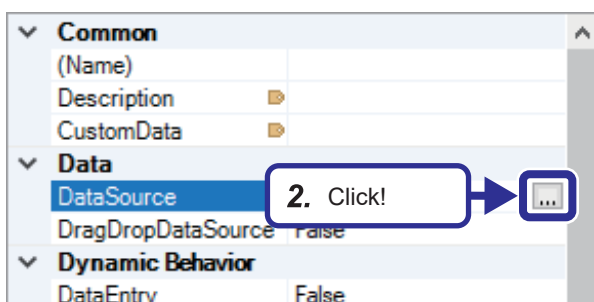 Common
(Name)
Description
CustomData
Data
DataSource 2. Click! ...
DragDropDataSource False
Dynamic Behavior
DataEntry False